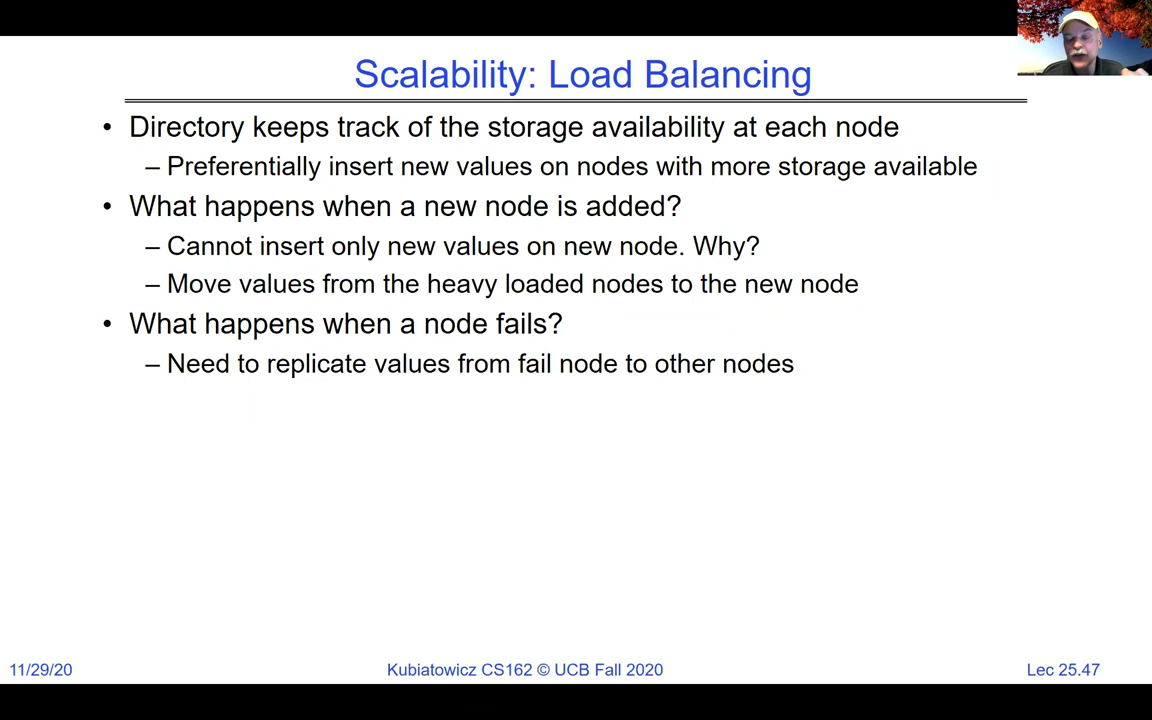 Scalability: Load Balancing
• Directory keeps track of the storage availability at each node
– Preferentially insert new values on nodes with more storage available
• What happens when a new node is added?
– Cannot insert only new values on new node. Why?
– Move values from the heavy loaded nodes to the new node
• What happens when a node fails?
– Need to replicate values from fail node to other nodes
11/29/20
Kubiatowicz CS162 © UCB Fall 2020
Lec 25.47